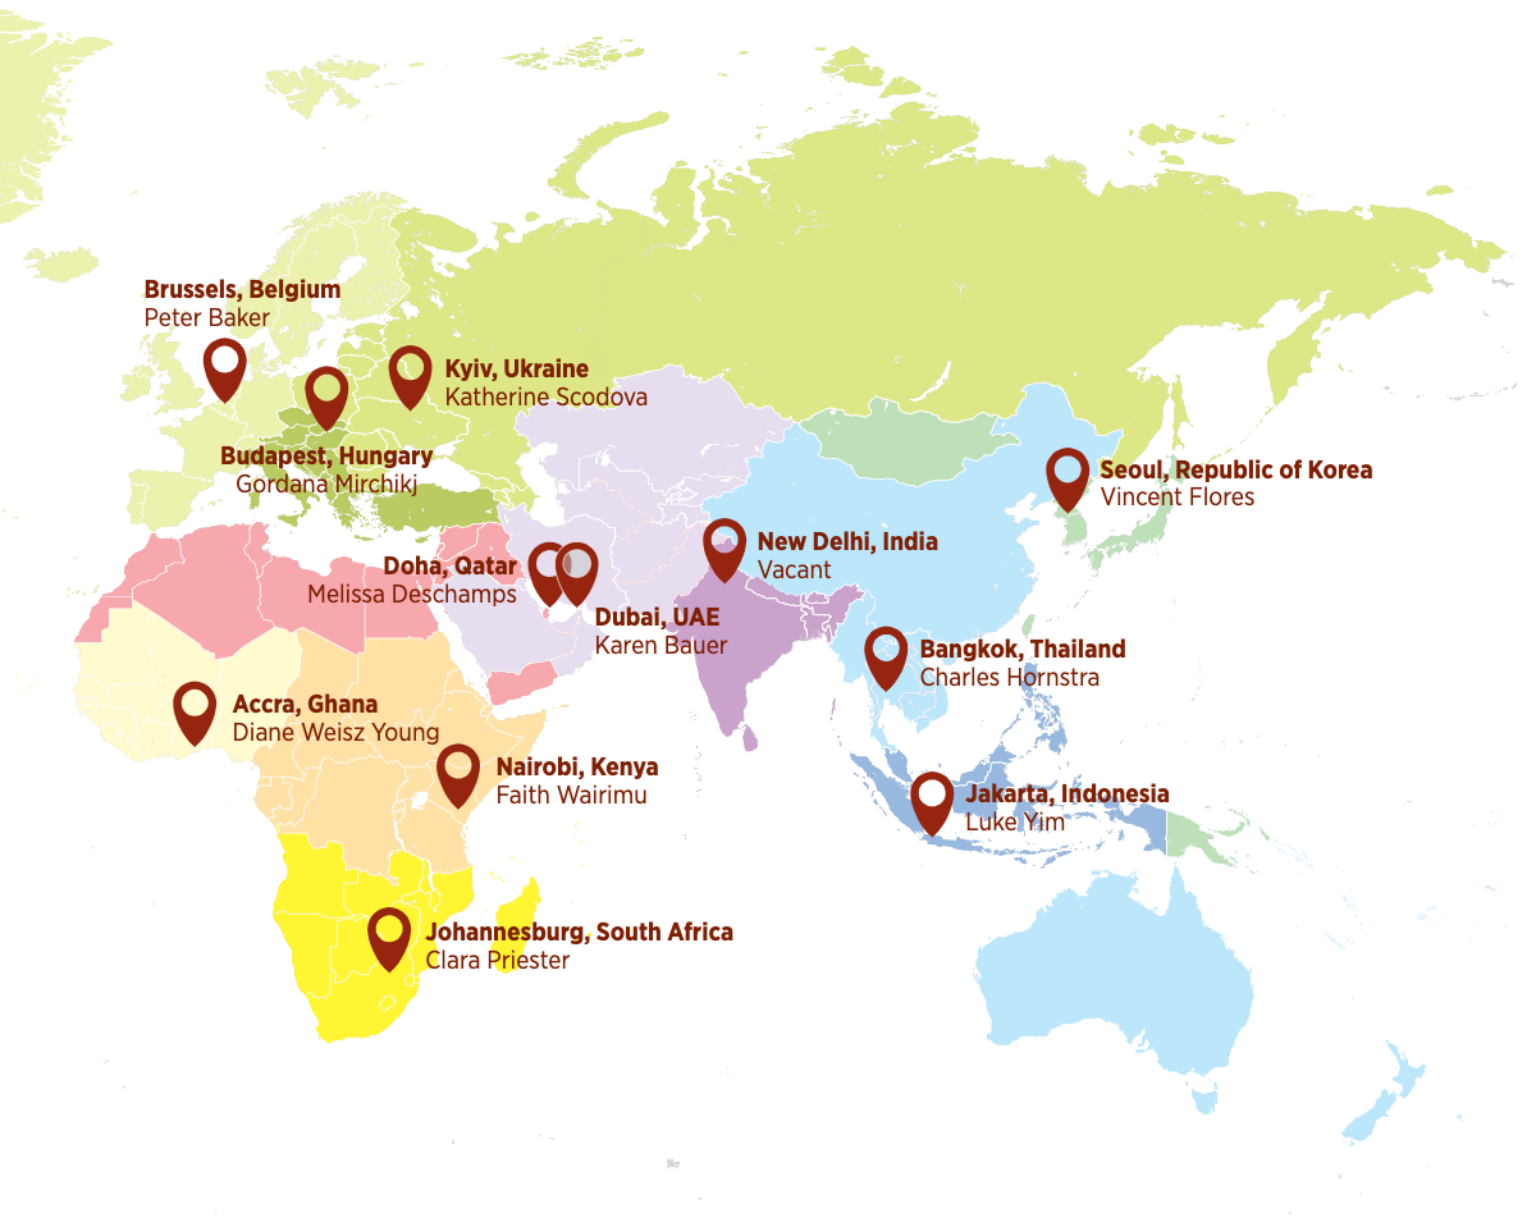 Brussels, Belgium
Peter Baker
Kyiv, Ukraine
Katherine Scodova
Budapest, Hungary
Gordana Mirchikj
Seoul, Republic of Korea
Vincent Flores
New Delhi, India
Vacant
Doha, Qatar
Melissa Deschamps
Dubai, UAE
Karen Bauer
Bangkok, Thailand
Charles Hornstra
Accra, Ghana
Diane Weisz Young
Nairobi, Kenya
Faith Wairimu
Jakarta, Indonesia
Luke Yim
Johannesburg, South Africa
Clara Priester